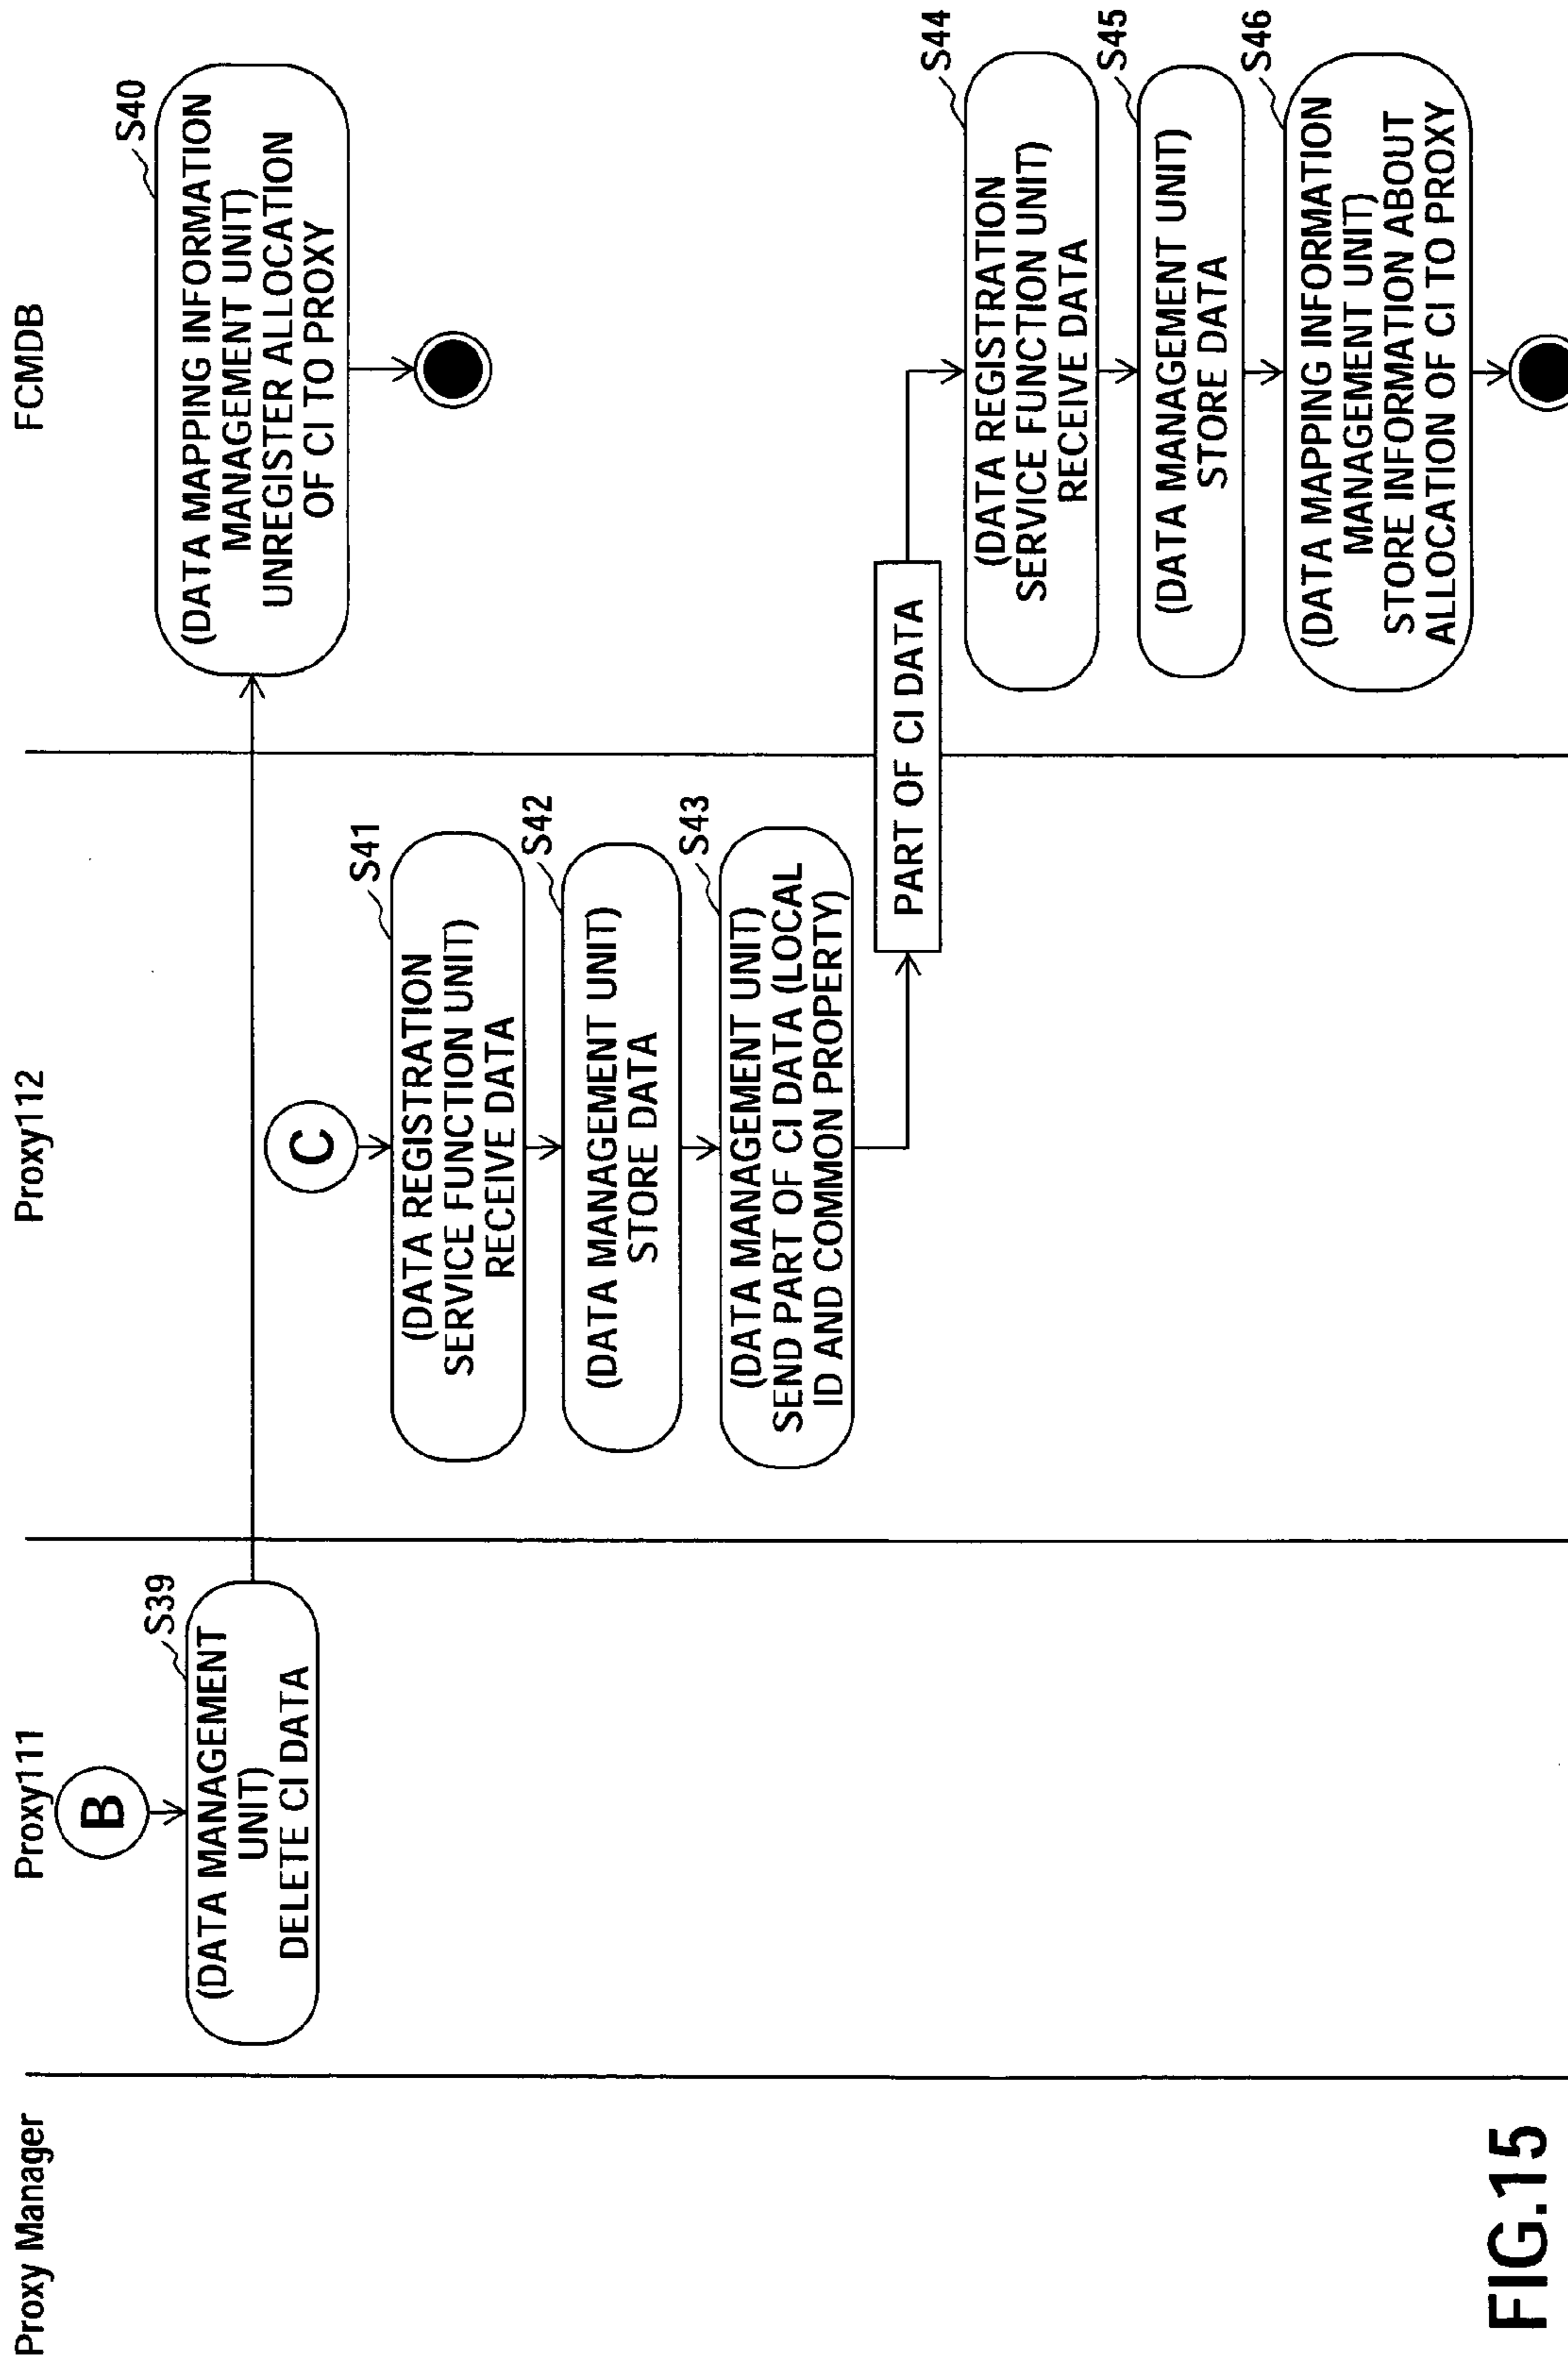 Proxy Manager
Proxy111
Proxy112
FCMDB
B
S39
(DATA MANAGEMENT
UNIT)
DELETE CI DATA
S40
(DATA MAPPING INFORMATION
MANAGEMENT UNIT)
UNREGISTER ALLOCATION
OF CI TO PROXY
C
S41
(DATA REGISTRATION
SERVICE FUNCTION UNIT)
RECEIVE DATA
S42
(DATA MANAGEMENT UNIT)
STORE DATA
S43
(DATA MANAGEMENT UNIT)
SEND PART OF CI DATA (LOCAL
ID AND COMMON PROPERTY)
PART OF CI DATA
S44
(DATA REGISTRATION
SERVICE FUNCTION UNIT)
RECEIVE DATA
S45
(DATA MANAGEMENT UNIT)
STORE DATA
S46
(DATA MAPPING INFORMATION
MANAGEMENT UNIT)
STORE INFORMATION ABOUT
ALLOCATION OF CI TO PROXY
FIG.15